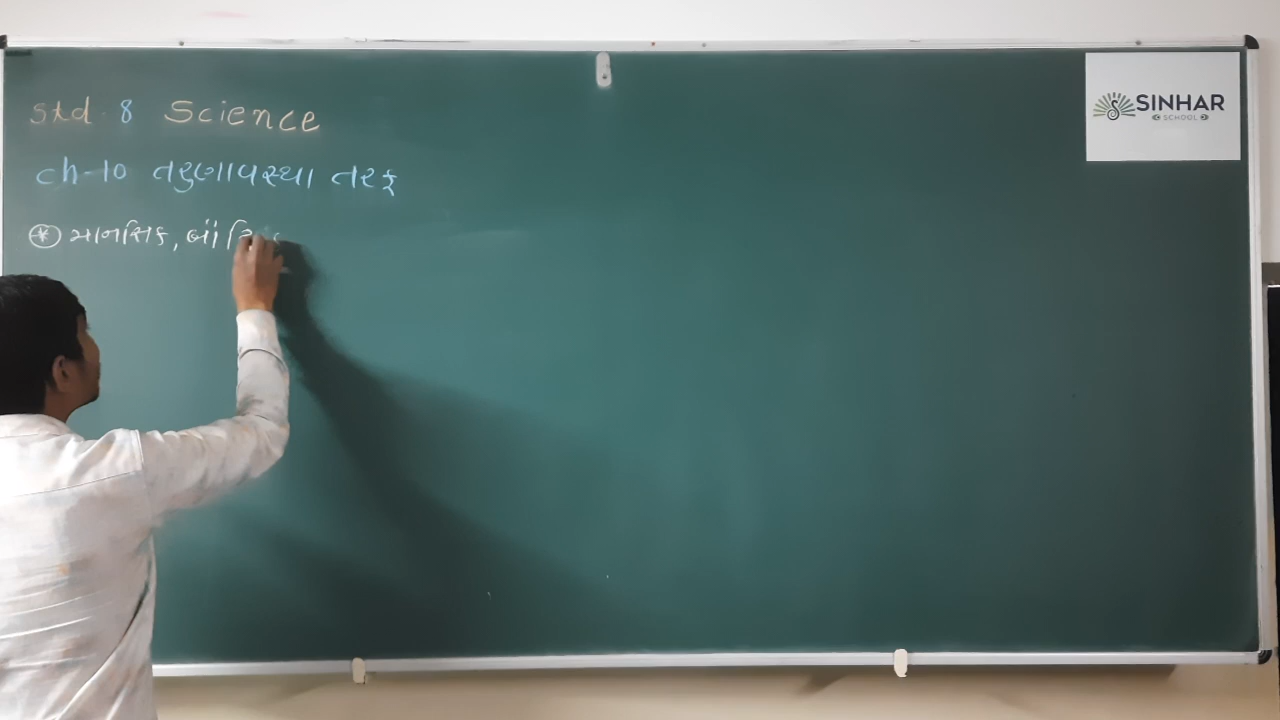 Std. 8 Science
ch-10 તરુણાવસ્થા તરફ
* માનસિક,
SINHAR
SCHOOL